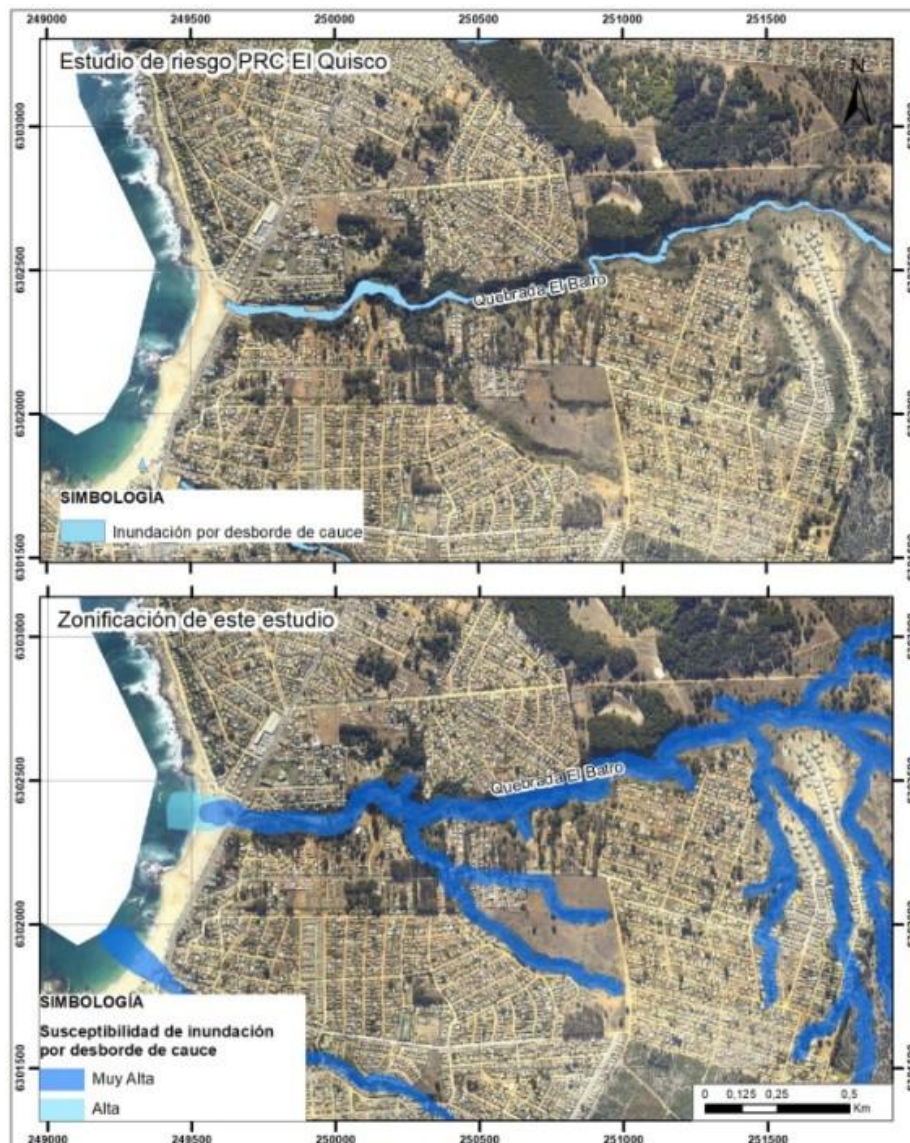 249000 249500 250000 250500 251000 251500
Estudio de riesgo PRC El Quisco
N
6303000
6302500
6302000
6301500
Quebrada El Batro
SIMBOLOGÍA
Inundación por desborde de cauce
Zonificación de este estudio
6303000
6302500
6302000
6301500
Quebrada El Batro
SIMBOLOGÍA
Susceptibilidad de inundación
por desborde de cauce
Muy Alta
Alta
0 0,125 0,25 0,5
Km
249000 249500 250000 250500 251000 251500